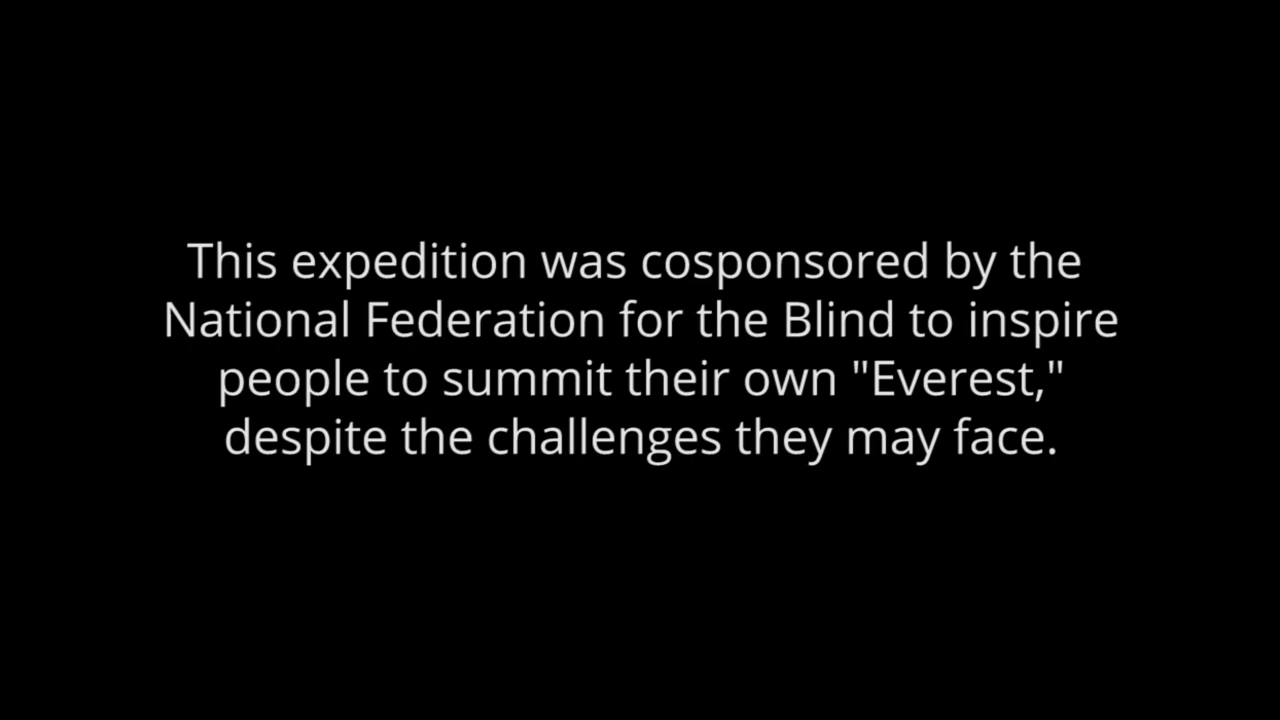 This expedition was cosponsored by the
National Federation for the Blind to inspire
people to summit their own "Everest,"
despite the challenges they may face.